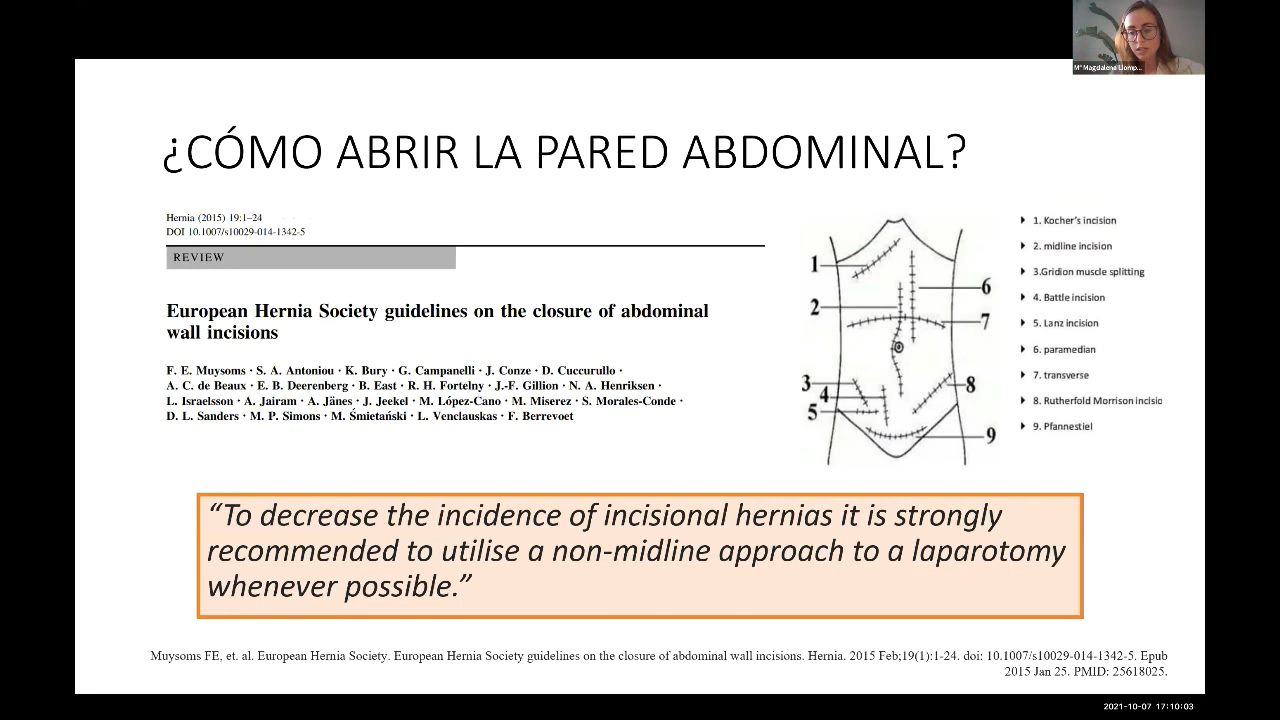 Mª Magdalena Llomp...
¿CÓMO ABRIR LA PARED ABDOMINAL?
Hernia (2015) 19:1–24
DOI 10.1007/s10029-014-1342-5
REVIEW
European Hernia Society guidelines on the closure of abdominal
wall incisions
F. E. Muysoms · S. A. Antoniou · K. Bury · G. Campanelli · J. Conze · D. Cuccurullo ·
A. C. de Beaux · E. B. Deerenberg · B. East · R. H. Fortelny · J.-F. Gillion · N. A. Henriksen ·
L. Israelsson · A. Jairam · A. Jänes · J. Jeekel · M. López-Cano · M. Miserez · S. Morales-Conde ·
D. L. Sanders · M. P. Simons · M. Śmietański · L. Venclauskas · F. Berrevoet
1
2
3
4
5
6
7
8
9
1. Kocher's incision
2. midline incision
3.Gridion muscle splitting
4. Battle incision
5. Lanz incision
6. paramedian
7. transverse
8. Rutherfold Morrison incisio
9. Pfannestiel
“To decrease the incidence of incisional hernias it is strongly
recommended to utilise a non-midline approach to a laparotomy
whenever possible.”
Muysoms FE, et. al. European Hernia Society. European Hernia Society guidelines on the closure of abdominal wall incisions. Hernia. 2015 Feb;19(1):1-24. doi: 10.1007/s10029-014-1342-5. Epub
2015 Jan 25. PMID: 25618025.
2021-10-07 17:10:03